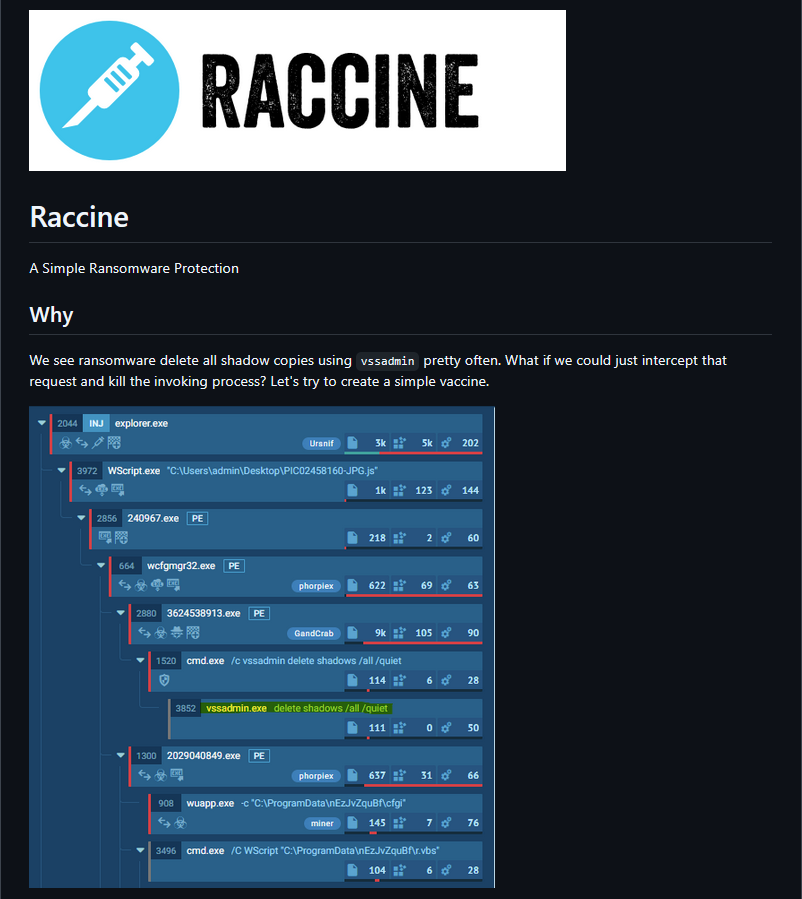 RACCINE
Raccine
A Simple Ransomware Protection
Why
We see ransomware delete all shadow copies using vssadmin pretty often. What if we could just intercept that
request and kill the invoking process? Let's try to create a simple vaccine.
2044 INJ explorer.exe
Ursnif 3k 5k 202
3972 WScript.exe "C:\Users\admin\Desktop\PIC02458160-JPG.js"
1k 123 144
2856 240967.exe PE
218 2 60
664 wcfgmgr32.exe PE
phorpiex 622 69 63
2880 3624538913.exe PE
GandCrab 9k 105 90
1520 cmd.exe /c vssadmin delete shadows /all /quiet
114 6 28
3852 vssadmin.exe delete shadows /all /quiet
111 0 50
1300 2029040849.exe PE
phorpiex 637 31 66
908 wuapp.exe -c "C:\ProgramData\nEzJvZquBf\cfgi"
miner 145 7 76
3496 cmd.exe /C WScript "C:\ProgramData\nEzJvZquBf\r.vbs"
104 6 28